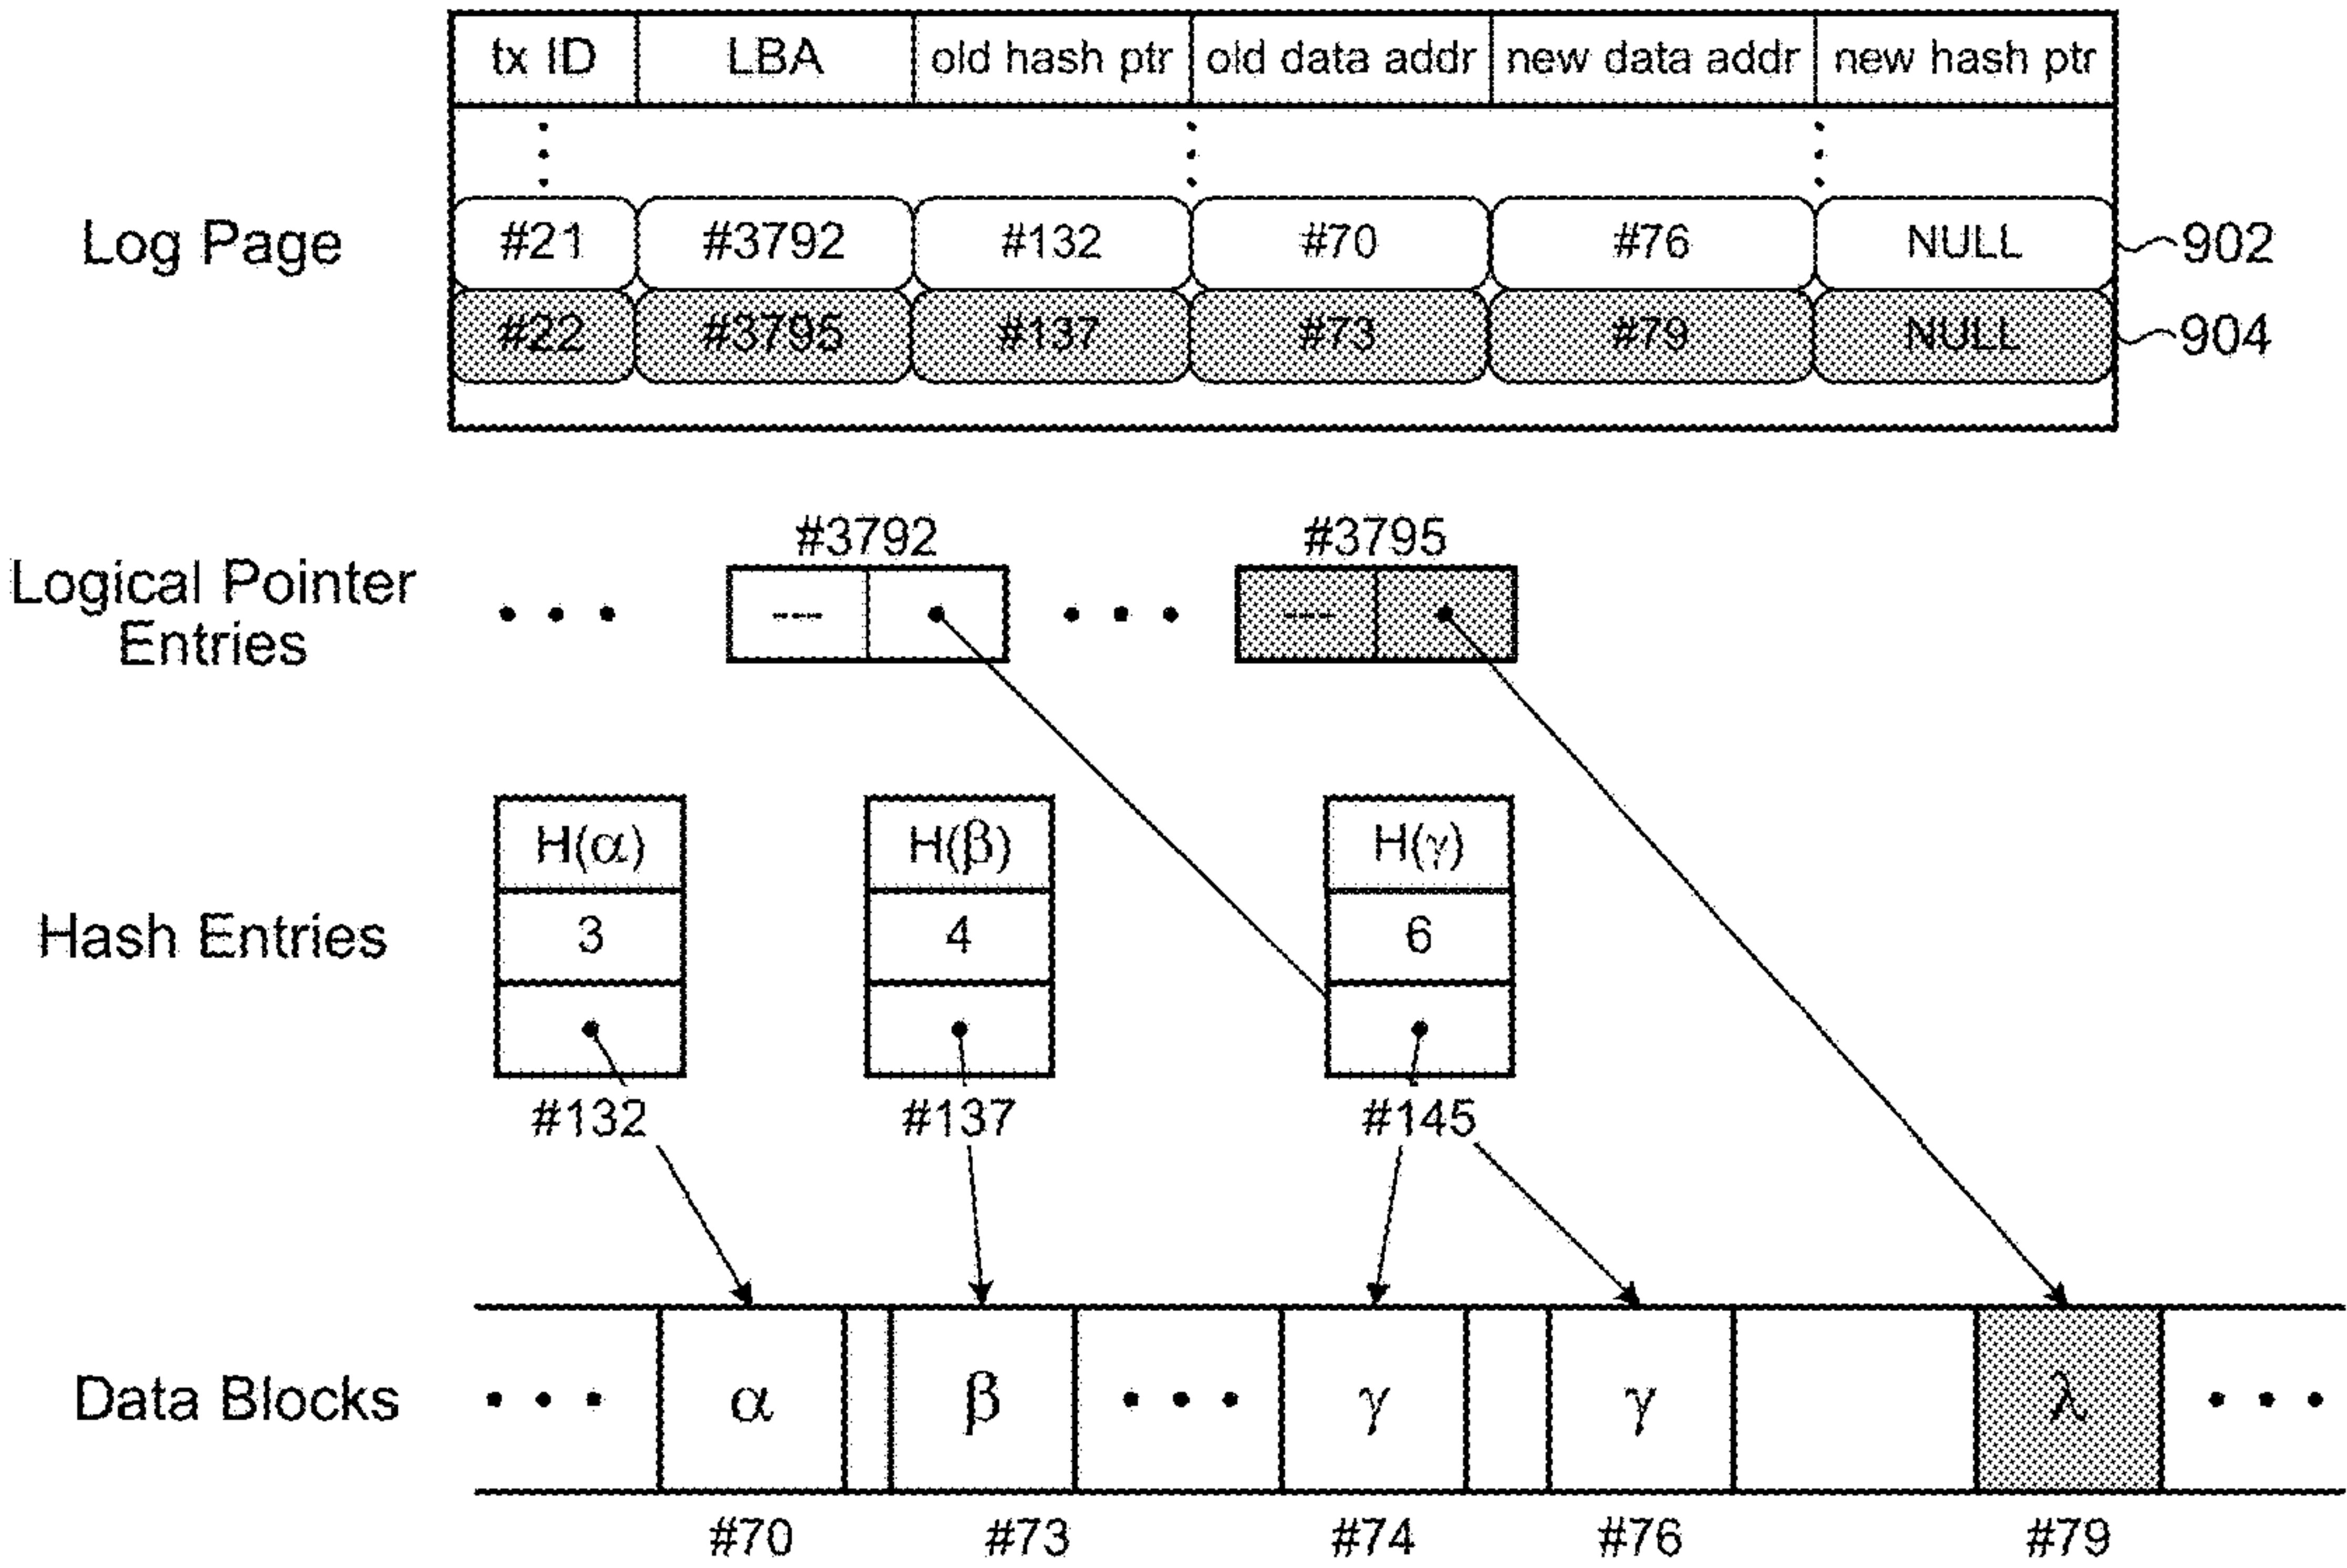 tx ID LBA old hash ptr old data addr new data addr new hash ptr
Log Page
#21 #3792 #132 #70 #76 NULL 902
#22 #3795 #137 #73 #79 NULL 904
#3792 #3795
Logical Pointer
Entries
--- ---
H(α) H(β) H(γ)
Hash Entries
3 4 6
#132 #137 #145
Data Blocks
α β γ γ λ
#70 #73 #74 #76 #79